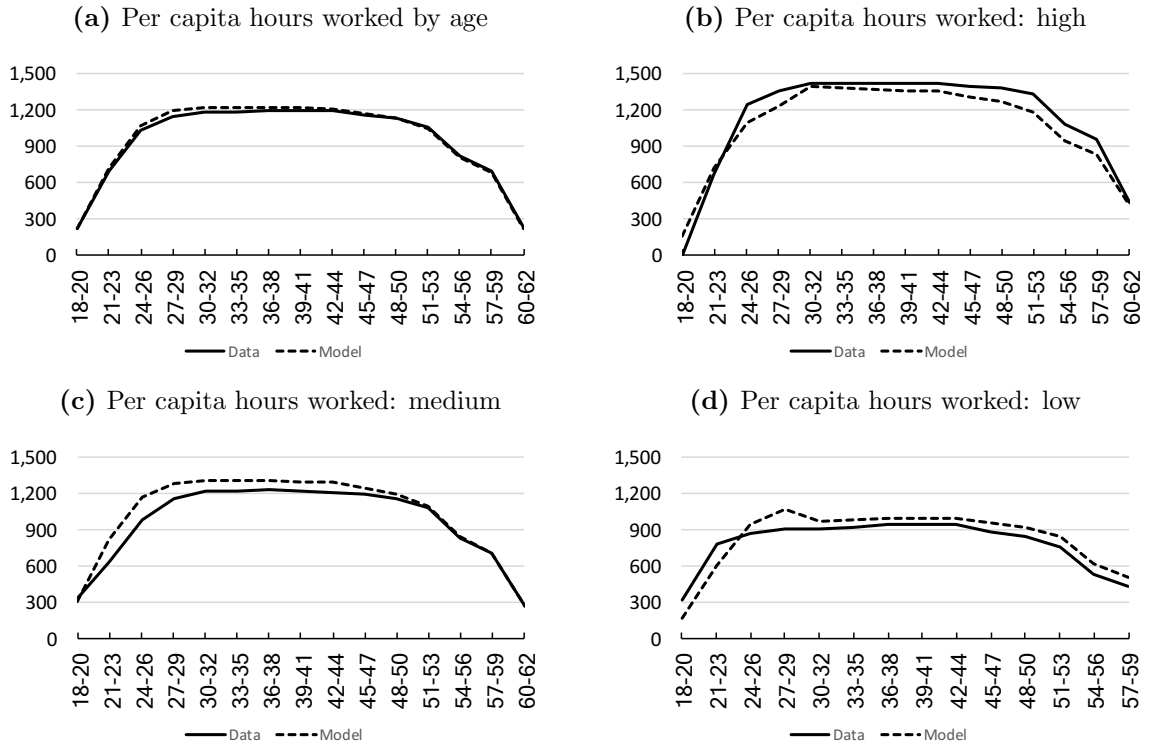 (a) Per capita hours worked by age
1,500
1,200
900
600
300
0
18-20 21-23 24-26 27-29 30-32 33-35 36-38 39-41 42-44 45-47 48-50 51-53 54-56 57-59 60-62
Data Model
(b) Per capita hours worked: high
1,500
1,200
900
600
300
0
18-20 21-23 24-26 27-29 30-32 33-35 36-38 39-41 42-44 45-47 48-50 51-53 54-56 57-59 60-62
Data Model
(c) Per capita hours worked: medium
1,500
1,200
900
600
300
0
18-20 21-23 24-26 27-29 30-32 33-35 36-38 39-41 42-44 45-47 48-50 51-53 54-56 57-59 60-62
Data Model
(d) Per capita hours worked: low
1,500
1,200
900
600
300
0
18-20 21-23 24-26 27-29 30-32 33-35 36-38 39-41 42-44 45-47 48-50 51-53 54-56 57-59
Data Model